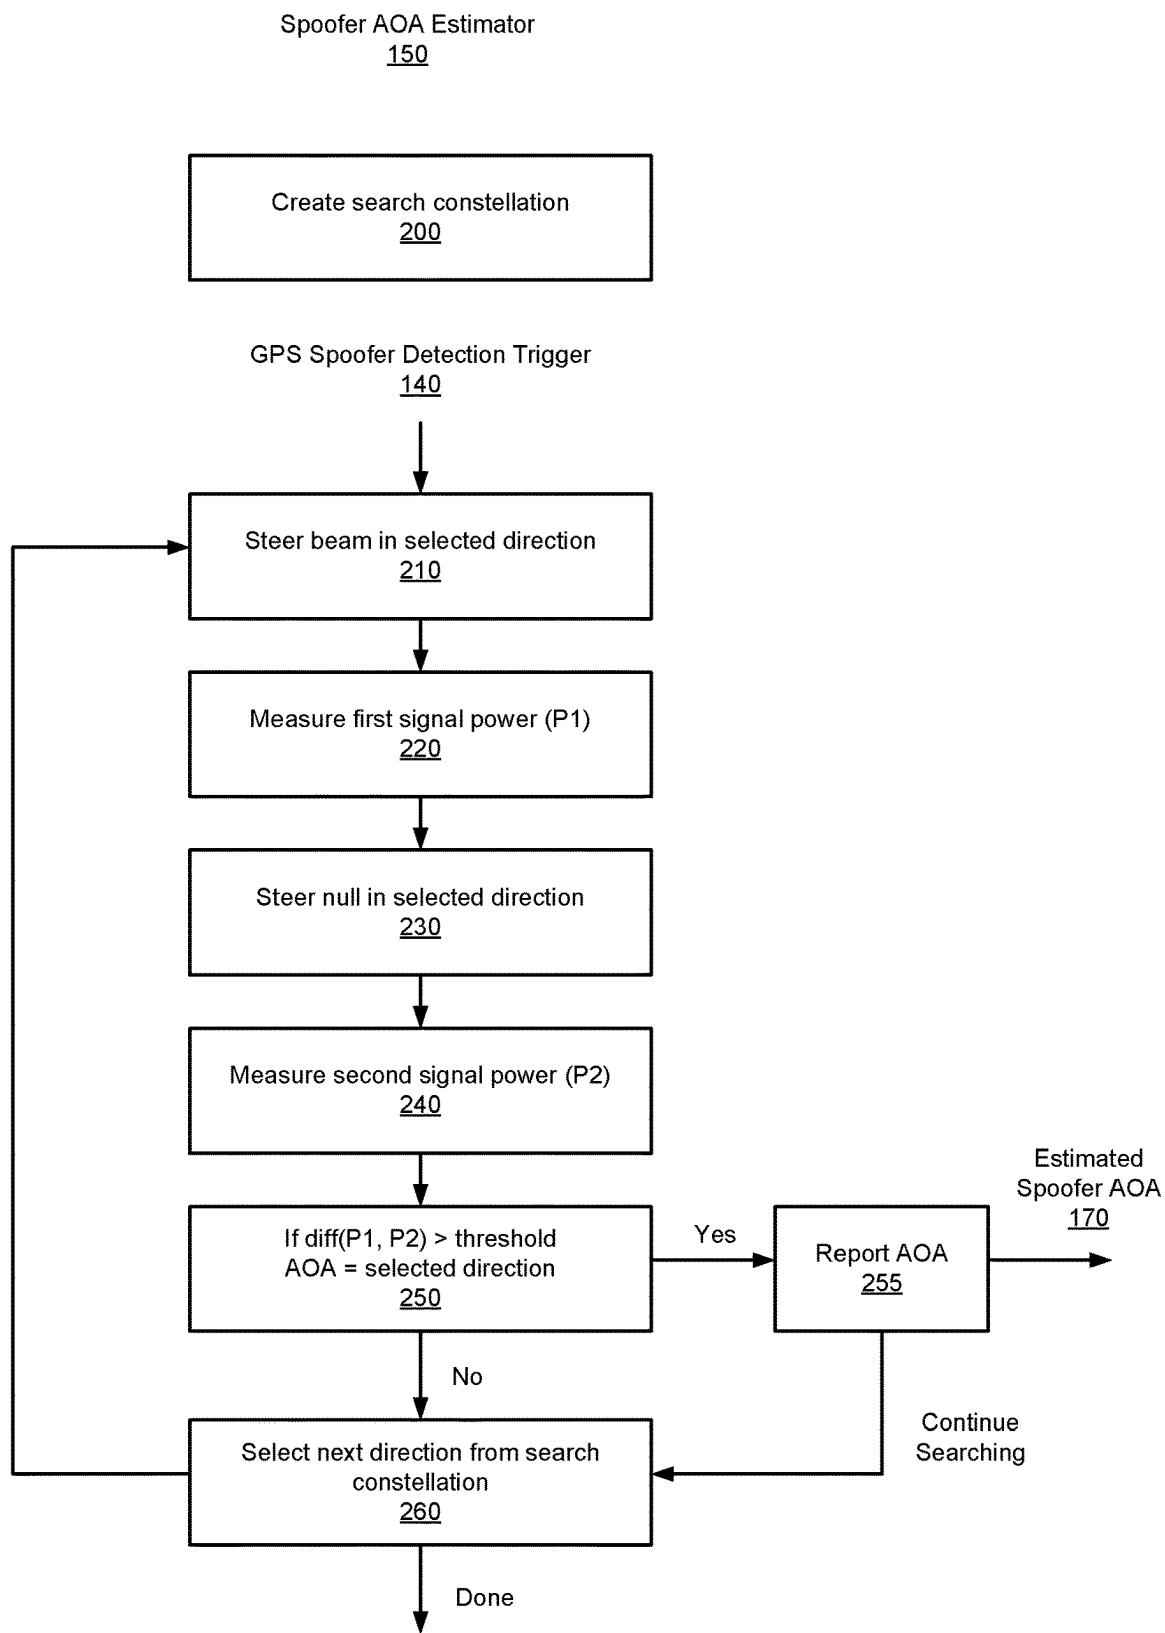 Spoofer AOA Estimator
150
Create search constellation
200
GPS Spoofer Detection Trigger
140
Steer beam in selected direction
210
Measure first signal power (P1)
220
Steer null in selected direction
230
Measure second signal power (P2)
240
If diff(P1, P2) > threshold
AOA = selected direction
250
Yes
Report AOA
255
Estimated
Spoofer AOA
170
No
Continue
Searching
Select next direction from search
constellation
260
Done